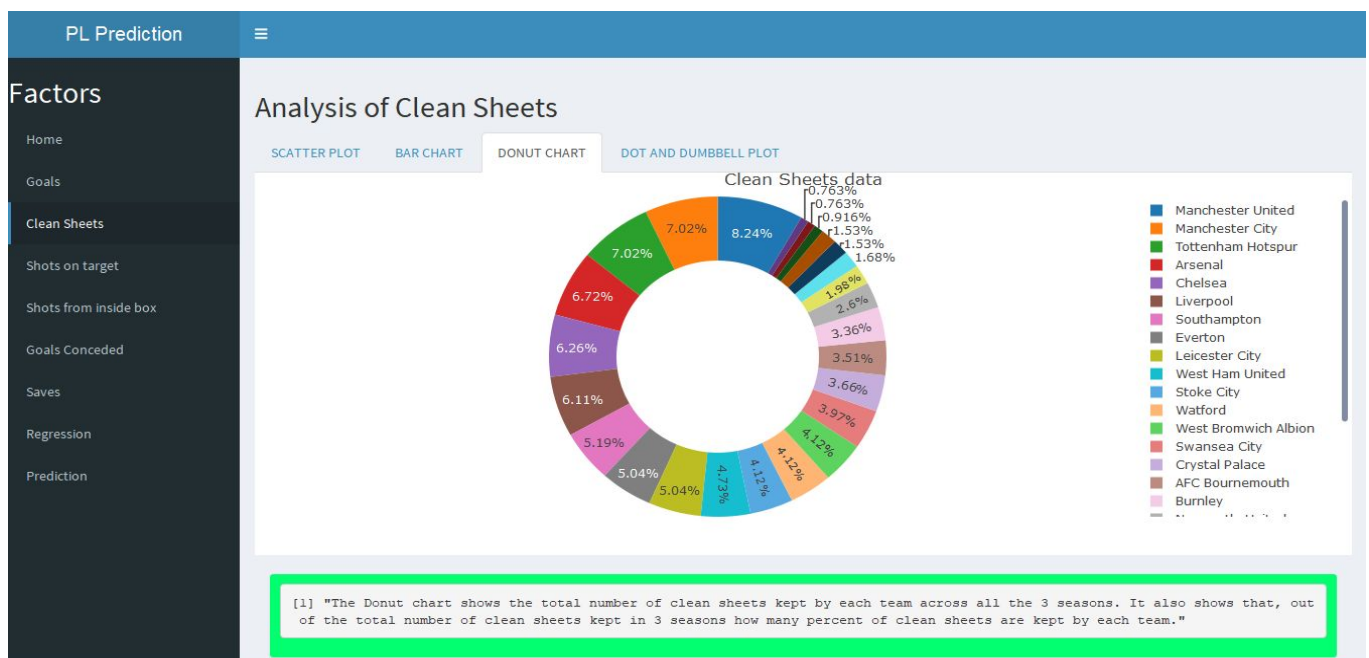 PL Prediction
Factors
Home
Goals
Clean Sheets
Shots on target
Shots from inside box
Goals Conceded
Saves
Regression
Prediction
Analysis of Clean Sheets
SCATTER PLOT
BAR CHART
DONUT CHART
DOT AND DUMBBELL PLOT
Clean Sheets data
8.24%
7.02%
7.02%
6.72%
6.26%
6.11%
5.19%
5.04%
5.04%
4.73%
4.12%
4.12%
4.12%
3.97%
3.66%
3.51%
3.36%
2.6%
1.98%
1.68%
1.53%
1.53%
0.916%
0.763%
0.763%
Manchester United
Manchester City
Tottenham Hotspur
Arsenal
Chelsea
Liverpool
Southampton
Everton
Leicester City
West Ham United
Stoke City
Watford
West Bromwich Albion
Swansea City
Crystal Palace
AFC Bournemouth
Burnley
[1] "The Donut chart shows the total number of clean sheets kept by each team across all the 3 seasons. It also shows that, out
of the total number of clean sheets kept in 3 seasons how many percent of clean sheets are kept by each team."